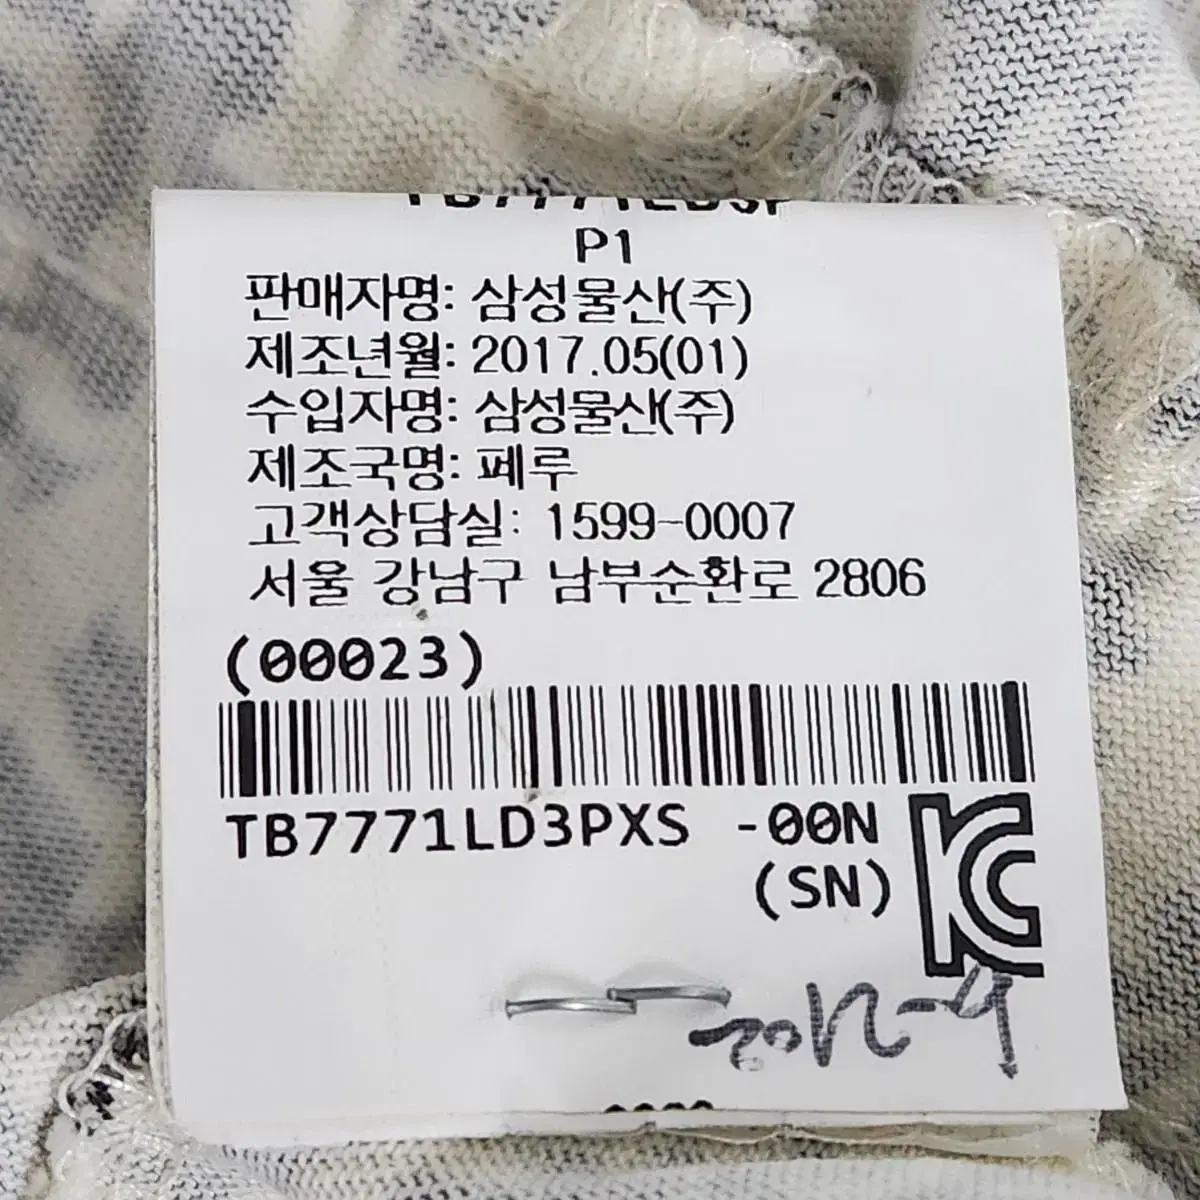 TB7771LD3P
P1
판매자명: 삼성물산(주)
제조년월: 2017.05(01)
수입자명: 삼성물산(주)
제조국명: 페루
고객상담실: 1599-0007
서울 강남구 남부순환로 2806
(00023)
TB7771LD3PXS -00N
(SN)